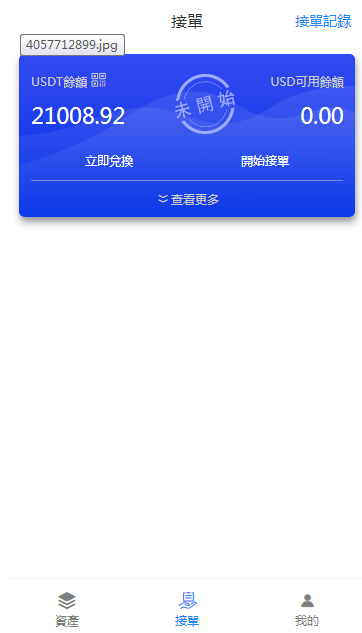 接單
接單記錄
4057712899.jpg
USDT餘額
USD可用餘額
未開始
21008.92
0.00
立即兌換
開始接單
查看更多
資產
接單
我的